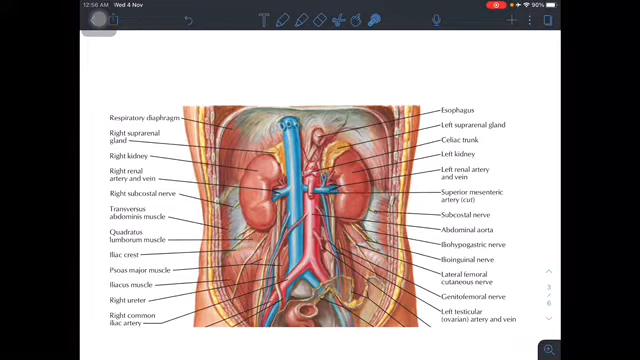 12:56 AM Wed 4 Nov
90%
Respiratory diaphragm
Right suprarenal
gland
Right kidney
Right renal
artery and vein
Right subcostal nerve
Transversus
abdominis muscle
Quadratus
lumborum muscle
Iliac crest
Psoas major muscle
Iliacus muscle
Right ureter
Right common
iliac artery
Esophagus
Left suprarenal gland
Celiac trunk
Left kidney
Left renal artery
and vein
Superior mesenteric
artery (cut)
Subcostal nerve
Abdominal aorta
Iliohypogastric nerve
Ilioinguinal nerve
Lateral femoral
cutaneous nerve
Genitofemoral nerve
Left testicular
(ovarian) artery and vein
3
/
6